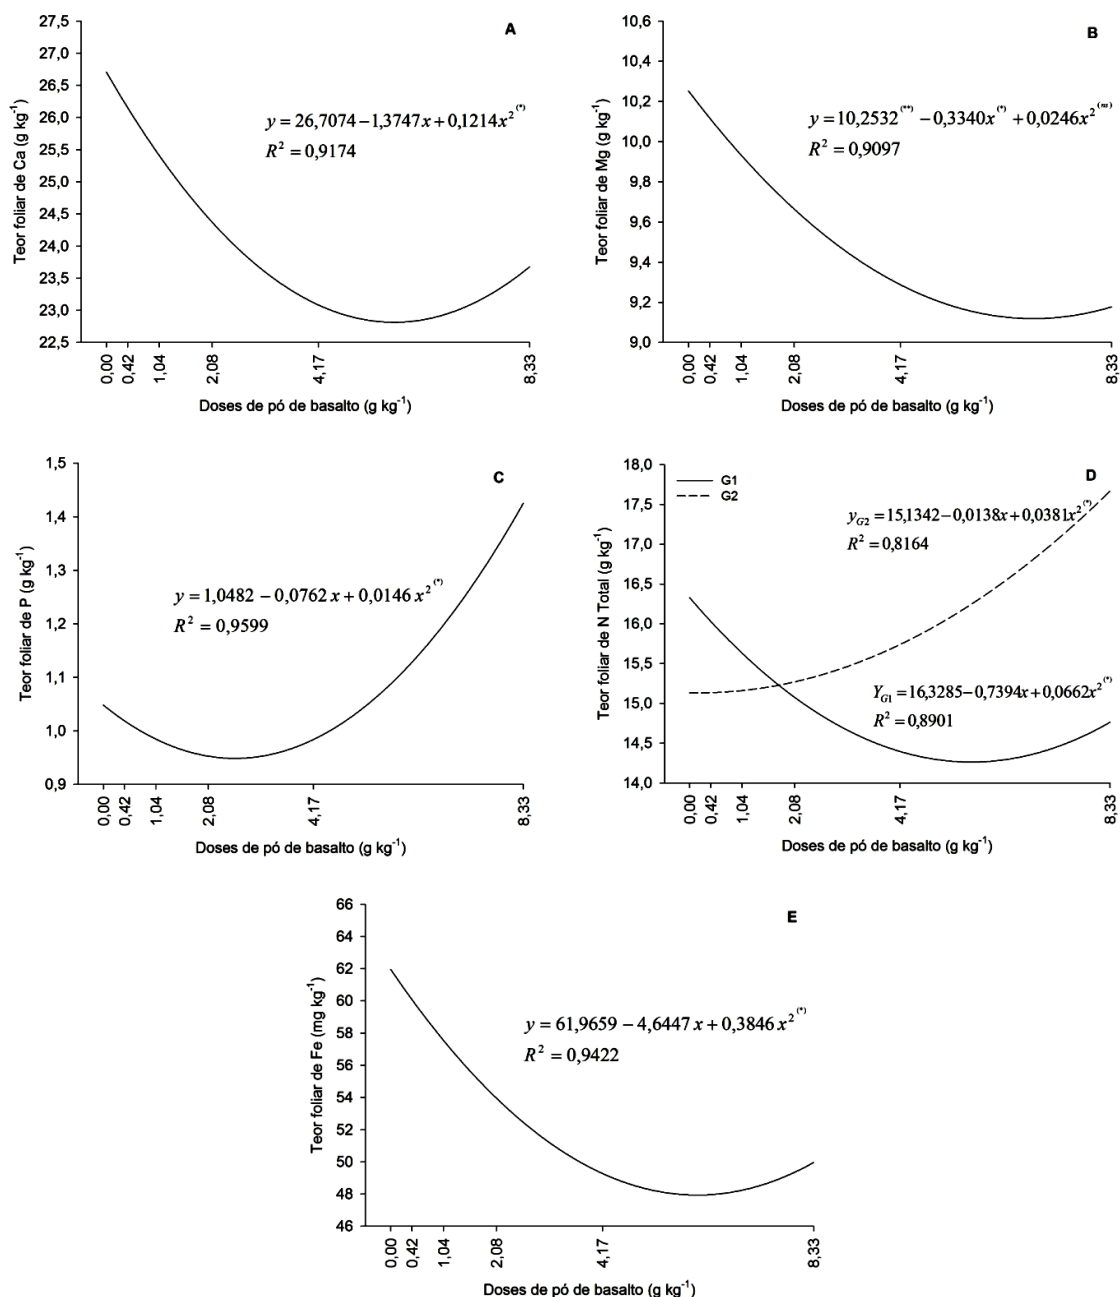 A
Teor foliar de Ca (g kg⁻¹)
27,5
27,0
26,5
26,0
25,5
25,0
24,5
24,0
23,5
23,0
22,5
y = 26,7074 − 1,3747x + 0,1214x²⁽*⁾
R² = 0,9174
0,00
0,42
1,04
2,08
4,17
8,33
Doses de pó de basalto (g kg⁻¹)
B
Teor foliar de Mg (g kg⁻¹)
10,6
10,4
10,2
10,0
9,8
9,6
9,4
9,2
9,0
y = 10,2532⁽**⁾ − 0,3340x⁽*⁾ + 0,0246x²⁽ⁿˢ⁾
R² = 0,9097
0,00
0,42
1,04
2,08
4,17
8,33
Doses de pó de basalto (g kg⁻¹)
C
Teor foliar de P (g kg⁻¹)
1,5
1,4
1,3
1,2
1,1
1,0
0,9
y = 1,0482 − 0,0762x + 0,0146x²⁽*⁾
R² = 0,9599
0,00
0,42
1,04
2,08
4,17
8,33
Doses de pó de basalto (g kg⁻¹)
D
Teor foliar de N Total (g kg⁻¹)
18,0
17,5
17,0
16,5
16,0
15,5
15,0
14,5
14,0
G1
G2
y_G2 = 15,1342 − 0,0138x + 0,0381x²⁽*⁾
R² = 0,8164
Y_G1 = 16,3285 − 0,7394x + 0,0662x²⁽*⁾
R² = 0,8901
0,00
0,42
1,04
2,08
4,17
8,33
Doses de pó de basalto (g kg⁻¹)
E
Teor foliar de Fe (mg kg⁻¹)
66
64
62
60
58
56
54
52
50
48
46
y = 61,9659 − 4,6447x + 0,3846x²⁽*⁾
R² = 0,9422
0,00
0,42
1,04
2,08
4,17
8,33
Doses de pó de basalto (g kg⁻¹)